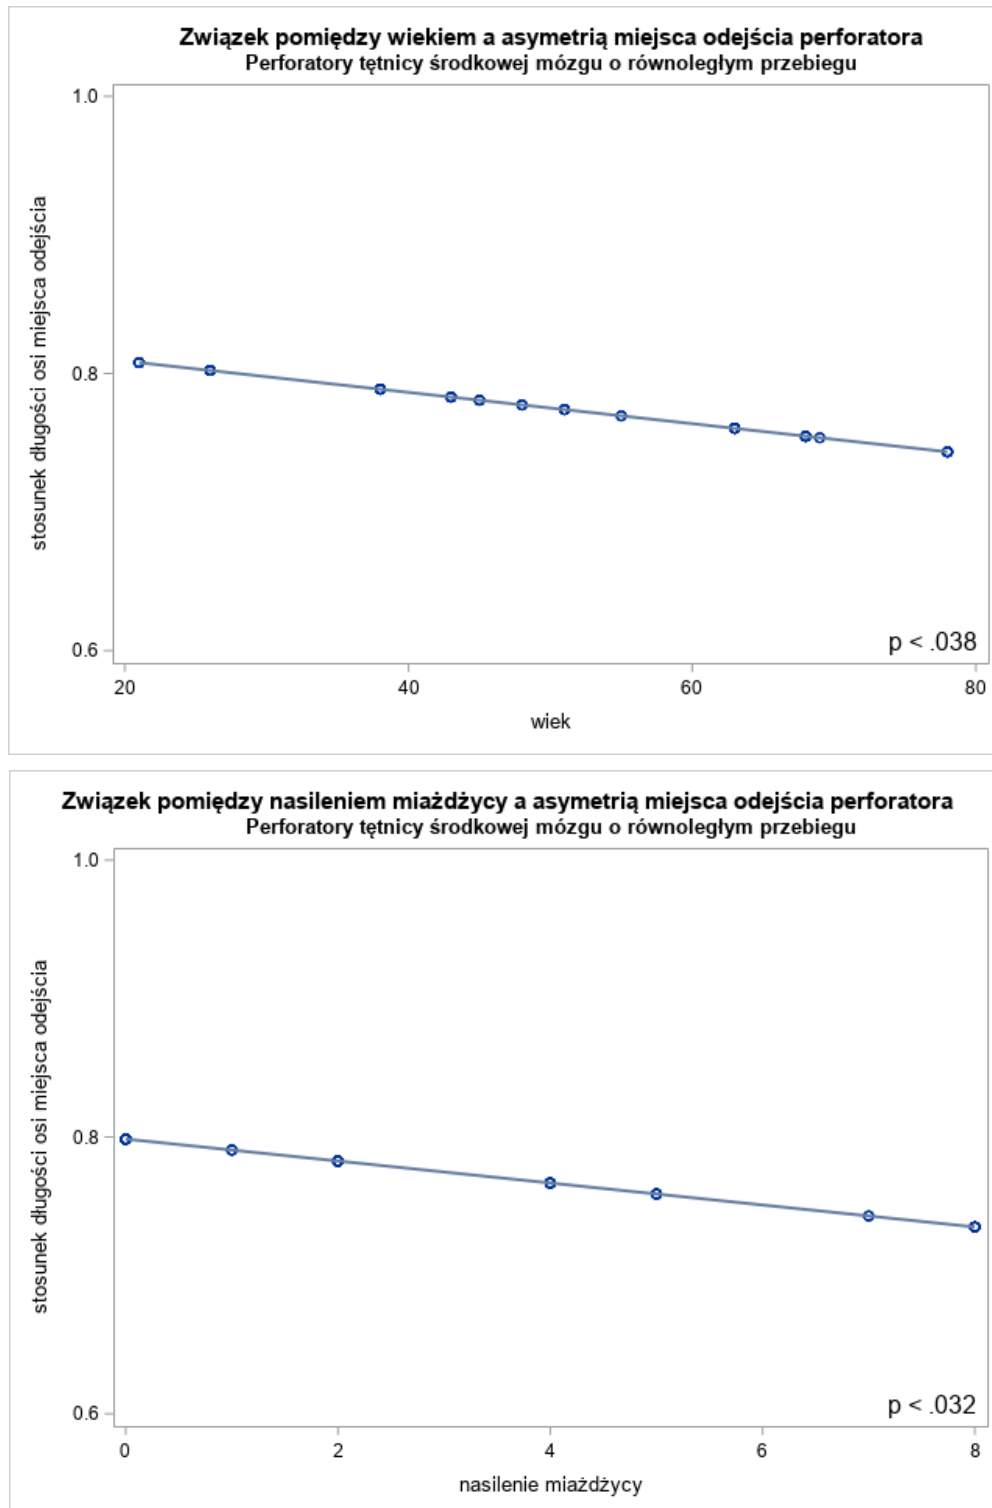 Związek pomiędzy wiekiem a asymetrią miejsca odejścia perforatora
Perforatory tętnicy środkowej mózgu o równoległym przebiegu
stosunek długości osi miejsca odejścia
1.0
0.8
0.6
p < .038
20 40 60 80
wiek
Związek pomiędzy nasileniem miażdżycy a asymetrią miejsca odejścia perforatora
Perforatory tętnicy środkowej mózgu o równoległym przebiegu
stosunek długości osi miejsca odejścia
1.0
0.8
0.6
p < .032
0 2 4 6 8
nasilenie miażdżycy